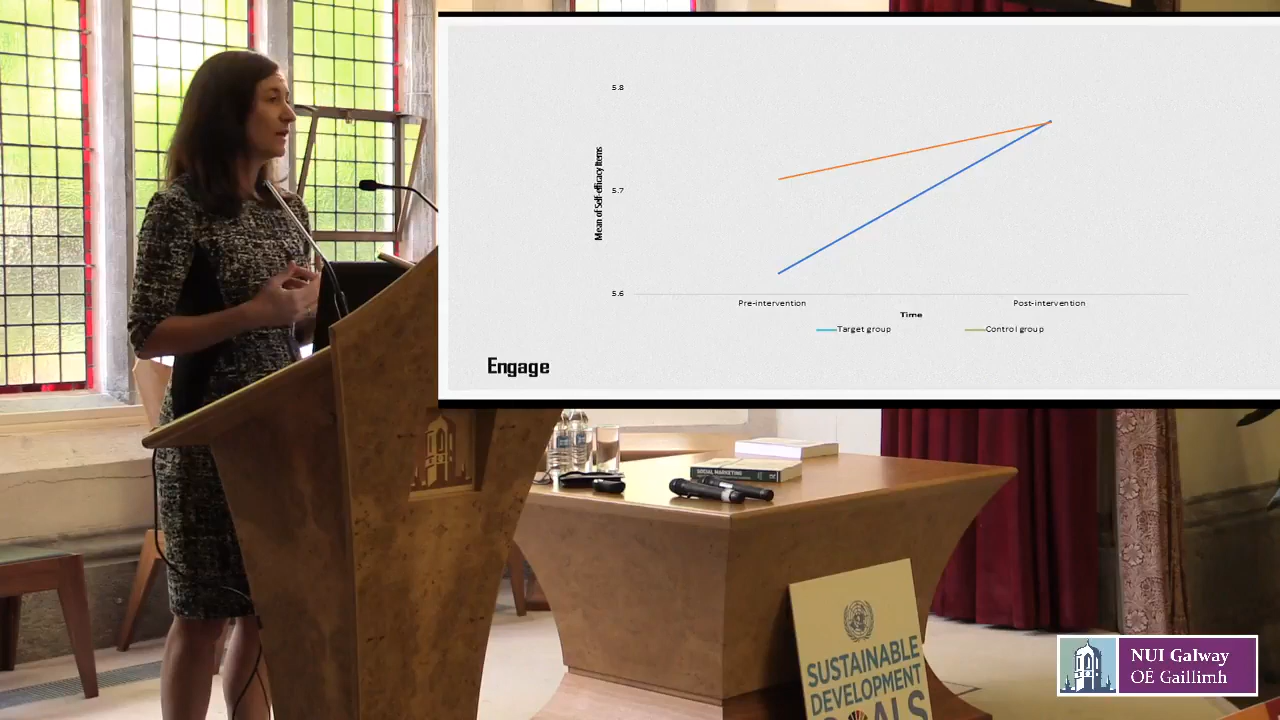 5.8
5.7
5.6
Mean of Self-efficacy Items
Pre-intervention
Post-intervention
Time
Target group
Control group
Engage
SOCIAL MARKETING
SUSTAINABLE
DEVELOPMENT
GOALS
NUI Galway
OÉ Gaillimh